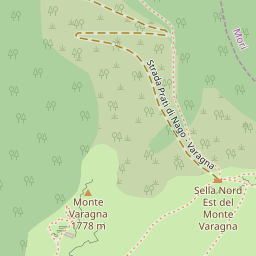 Mori
Strada Prati di Nago - Varagna
Sella Nord
Est del
Monte
Varagna
Monte
Varagna
1778 m